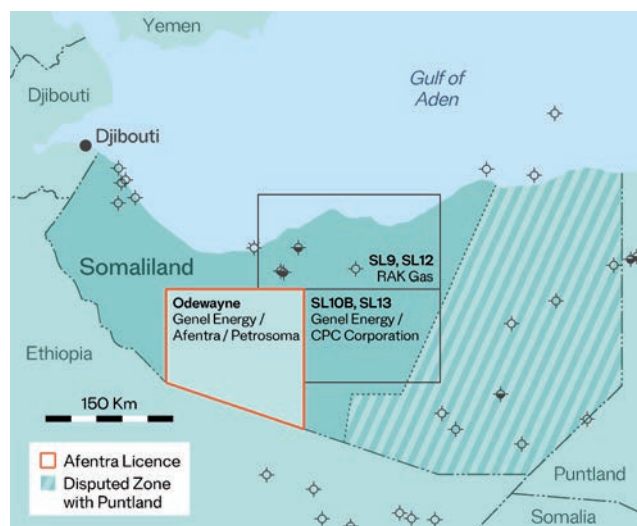 Yemen
Djibouti
Djibouti
Gulf of
Aden
Somaliland
SL9, SL12
RAK Gas
Odewayne
Genel Energy /
Afentra / Petrosoma
SL10B, SL13
Genel Energy /
CPC Corporation
Ethiopia
150 Km
Afentra Licence
Disputed Zone
with Puntland
Puntland
Somalia